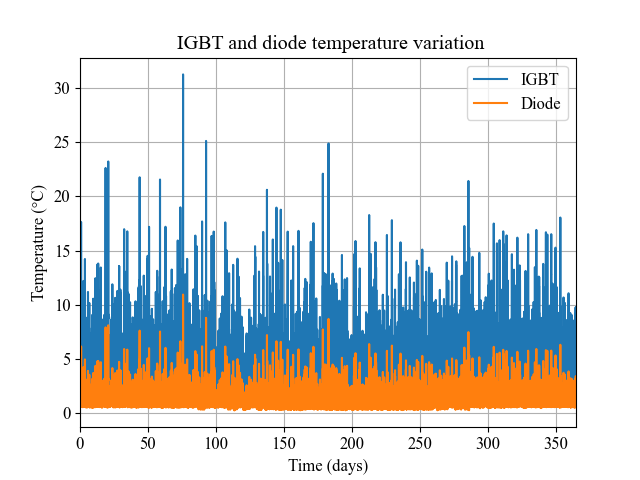 IGBT and diode temperature variation
IGBT
Diode
Temperature (°C)
30
25
20
15
10
5
0
0 50 100 150 200 250 300 350
Time (days)